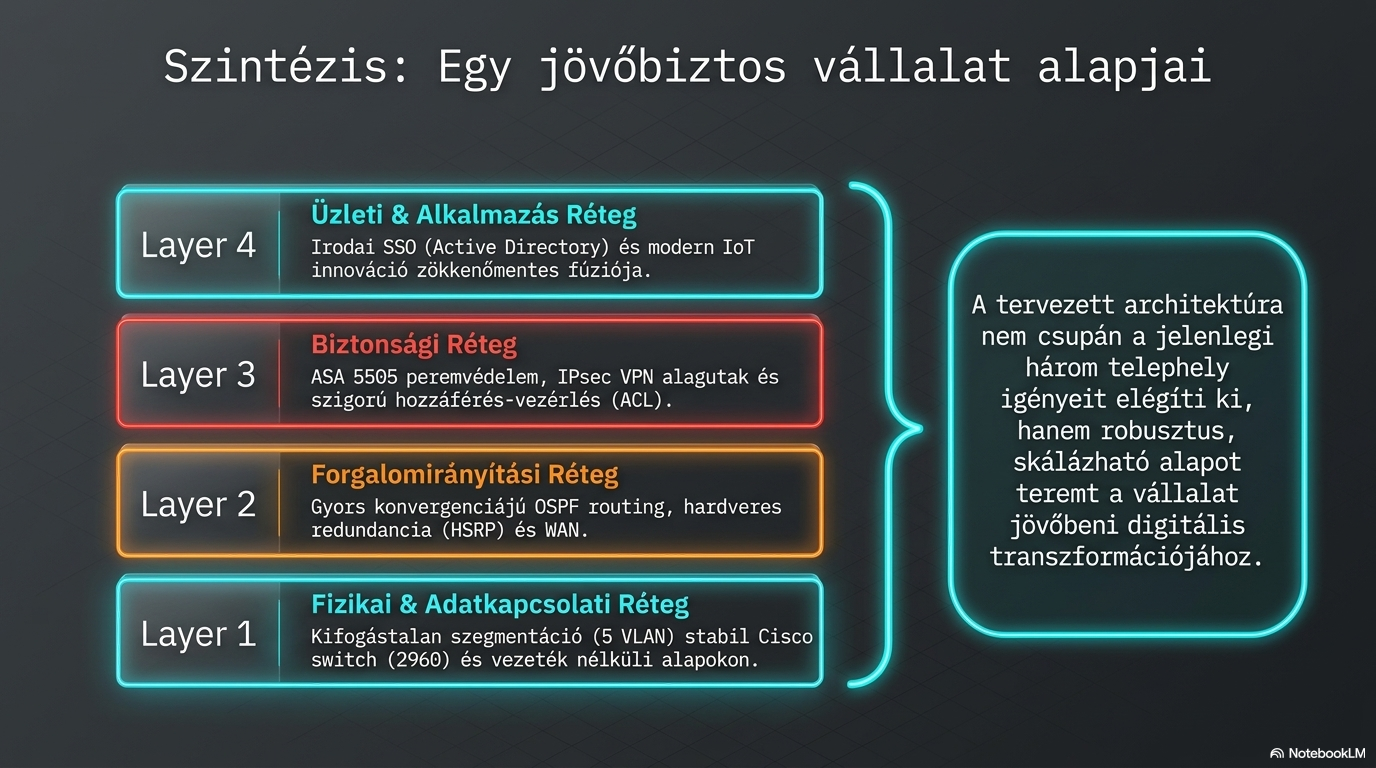 Szintézis: Egy jövőbiztos vállalat alapjai
Layer 4
Üzleti & Alkalmazás Réteg
Irodai SSO (Active Directory) és modern IoT
innováció zökkenőmentes fúziója.
Layer 3
Biztonsági Réteg
ASA 5505 peremvédelem, IPsec VPN alagutak és
szigorú hozzáférés-vezérlés (ACL).
Layer 2
Forgalomirányítási Réteg
Gyors konvergenciájú OSPF routing, hardveres
redundancia (HSRP) és WAN.
Layer 1
Fizikai & Adatkapcsolati Réteg
Kifogástalan szegmentáció (5 VLAN) stabil Cisco
switch (2960) és vezeték nélküli alapokon.
A tervezett architektúra
nem csupán a jelenlegi
három telephely
igényeit elégíti ki,
hanem robusztus,
skálázható alapot
teremt a vállalat
jövőbeni digitális
transzformációjához.
NotebookLM